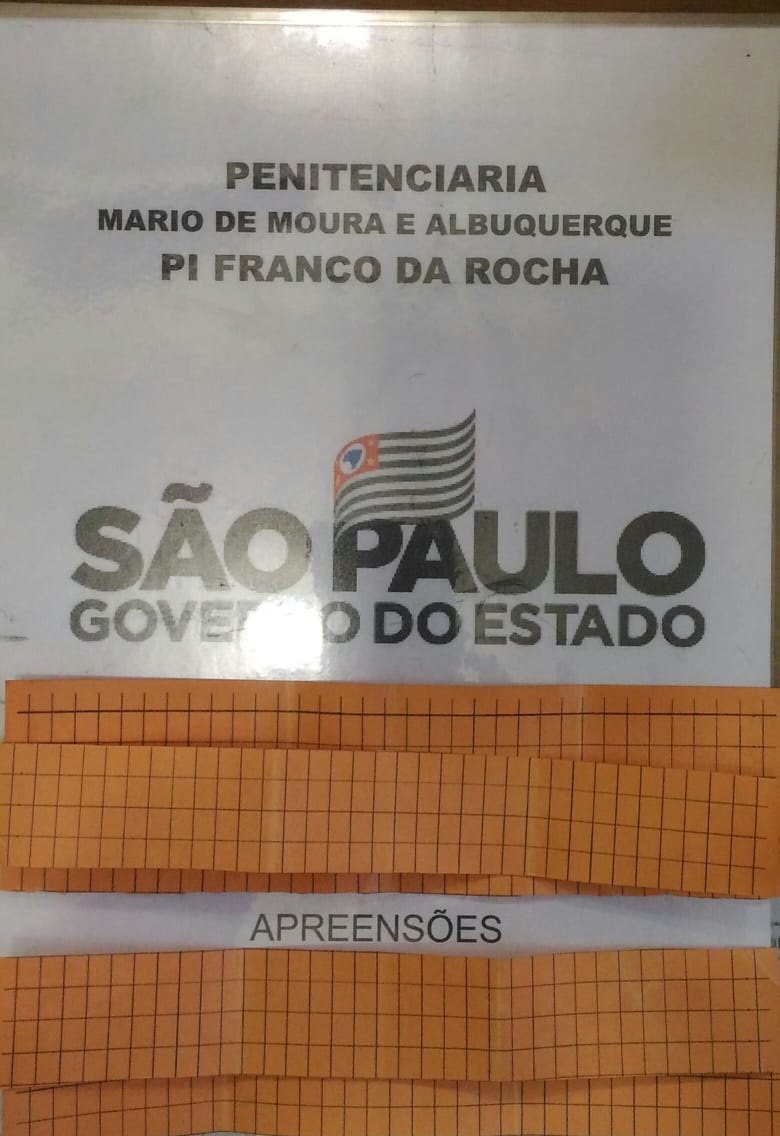 PENITENCIARIA
MARIO DE MOURA E ALBUQUERQUE
PI FRANCO DA ROCHA
SÃO PAULO
GOVERNO DO ESTADO
APREENSÕES